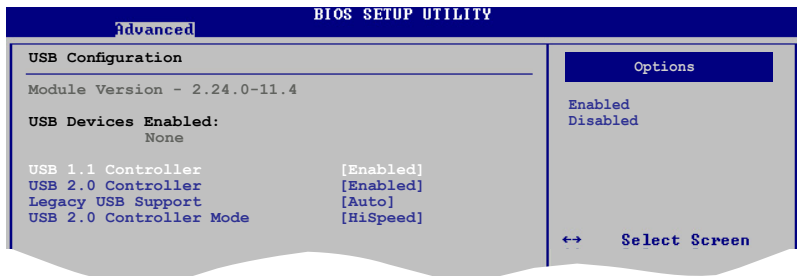 BIOS SETUP UTILITY
Advanced
USB Configuration
Module Version - 2.24.0-11.4
USB Devices Enabled:
None
USB 1.1 Controller [Enabled]
USB 2.0 Controller [Enabled]
Legacy USB Support [Auto]
USB 2.0 Controller Mode [HiSpeed]
Options
Enabled
Disabled
←→ Select Screen